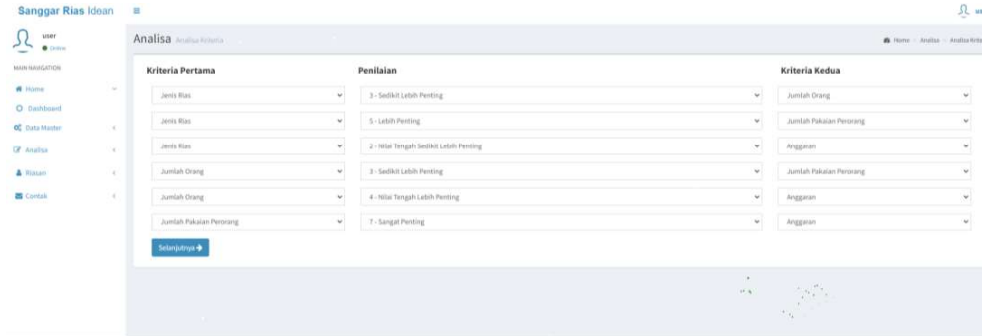 Sanggar Rias Idean
user
Online
Analisa Analisa Kriteria
Home Analisa Analisa Krite
MAIN NAVIGATION
Home
Dashboard
Data Master
Analisa
Riasan
Contak
Kriteria Pertama Penilaian Kriteria Kedua
Jenis Rias 3 - Sedikit Lebih Penting Jumlah Orang
Jenis Rias 5 - Lebih Penting Jumlah Pakaian Perorang
Jenis Rias 2 - Nilai Tengah Sedikit Lebih Penting Anggaran
Jumlah Orang 3 - Sedikit Lebih Penting Jumlah Pakaian Perorang
Jumlah Orang 4 - Nilai Tengah Lebih Penting Anggaran
Jumlah Pakaian Perorang 7 - Sangat Penting Anggaran
Selanjutnya